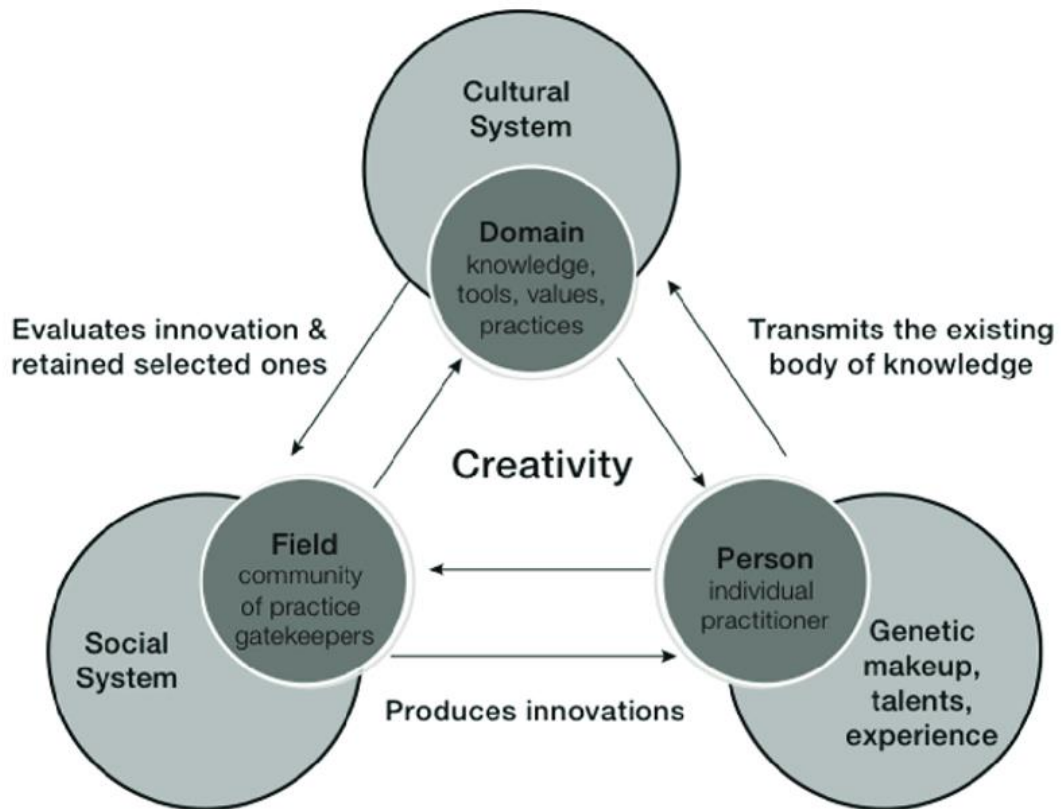 Cultural
System
Domain
knowledge,
tools, values,
practices
Evaluates innovation &
retained selected ones
Transmits the existing
body of knowledge
Creativity
Field
community
of practice
gatekeepers
Social
System
Person
individual
practitioner
Genetic
makeup,
talents,
experience
Produces innovations